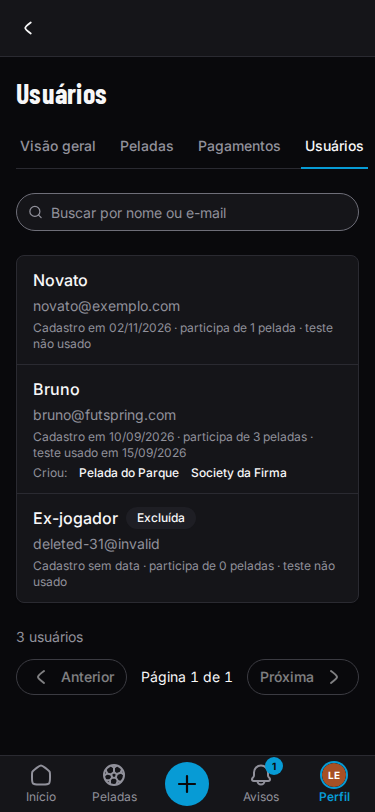 Usuários
Visão geral Peladas Pagamentos Usuários
Buscar por nome ou e-mail
Novato
novato@exemplo.com
Cadastro em 02/11/2026 · participa de 1 pelada · teste
não usado
Bruno
bruno@futspring.com
Cadastro em 10/09/2026 · participa de 3 peladas ·
teste usado em 15/09/2026
Criou: Pelada do Parque Society da Firma
Ex-jogador Excluída
deleted-31@invalid
Cadastro sem data · participa de 0 peladas · teste não
usado
3 usuários
Anterior Página 1 de 1 Próxima
1 LE
Início Peladas Avisos Perfil